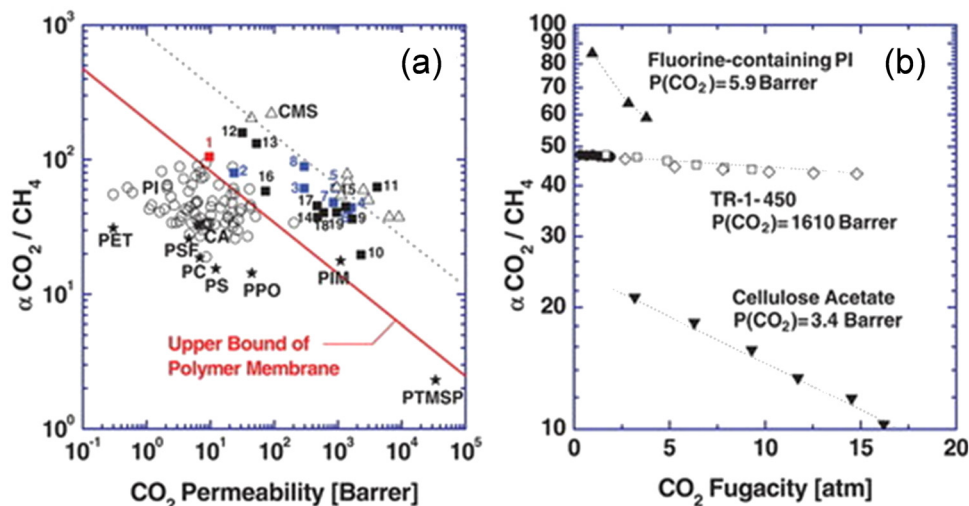 (a)
α CO₂ / CH₄
10³
10²
10¹
10⁰
CMS
12
13
1
8
2
5
3
7
15
11
16
17
4
14
18
19
9
10
PI
CA
PET
PSF
PC
PS
PPO
PIM
Upper Bound of
Polymer Membrane
PTMSP
10⁻¹ 10⁰ 10¹ 10² 10³ 10⁴ 10⁵
CO₂ Permeability [Barrer]
(b)
α CO₂ / CH₄
100
90
80
70
60
50
40
30
20
10
Fluorine-containing PI
P(CO₂)=5.9 Barrer
TR-1-450
P(CO₂)=1610 Barrer
Cellulose Acetate
P(CO₂)=3.4 Barrer
0 5 10 15 20
CO₂ Fugacity [atm]